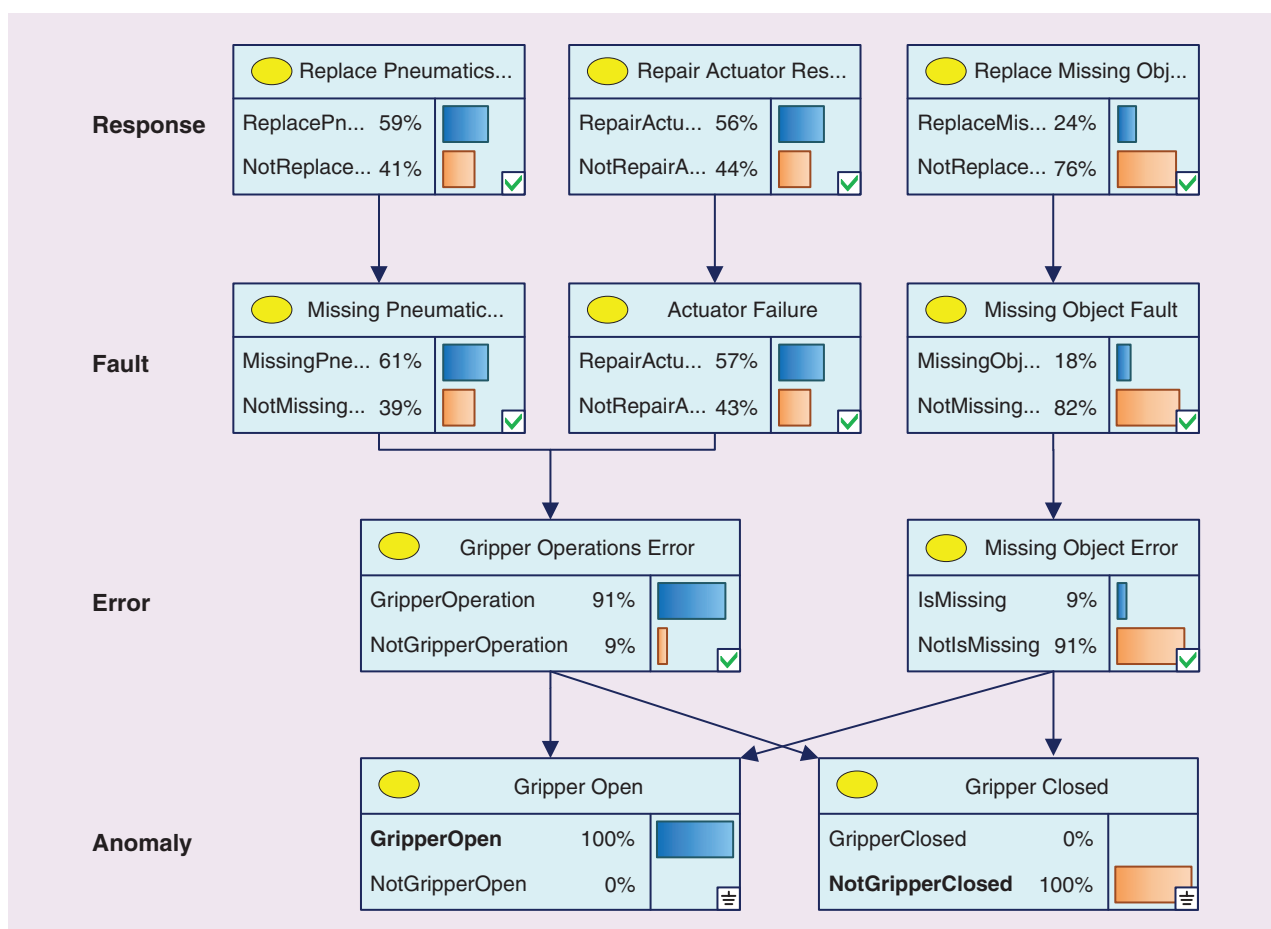 Response
Replace Pneumatics...
ReplacePn... 59%
NotReplace... 41%
Repair Actuator Res...
RepairActu... 56%
NotRepairA... 44%
Replace Missing Obj...
ReplaceMis... 24%
NotReplace... 76%
Fault
Missing Pneumatic...
MissingPne... 61%
NotMissing... 39%
Actuator Failure
RepairActu... 57%
NotRepairA... 43%
Missing Object Fault
MissingObj... 18%
NotMissing... 82%
Error
Gripper Operations Error
GripperOperation 91%
NotGripperOperation 9%
Missing Object Error
IsMissing 9%
NotIsMissing 91%
Anomaly
Gripper Open
GripperOpen 100%
NotGripperOpen 0%
Gripper Closed
GripperClosed 0%
NotGripperClosed 100%